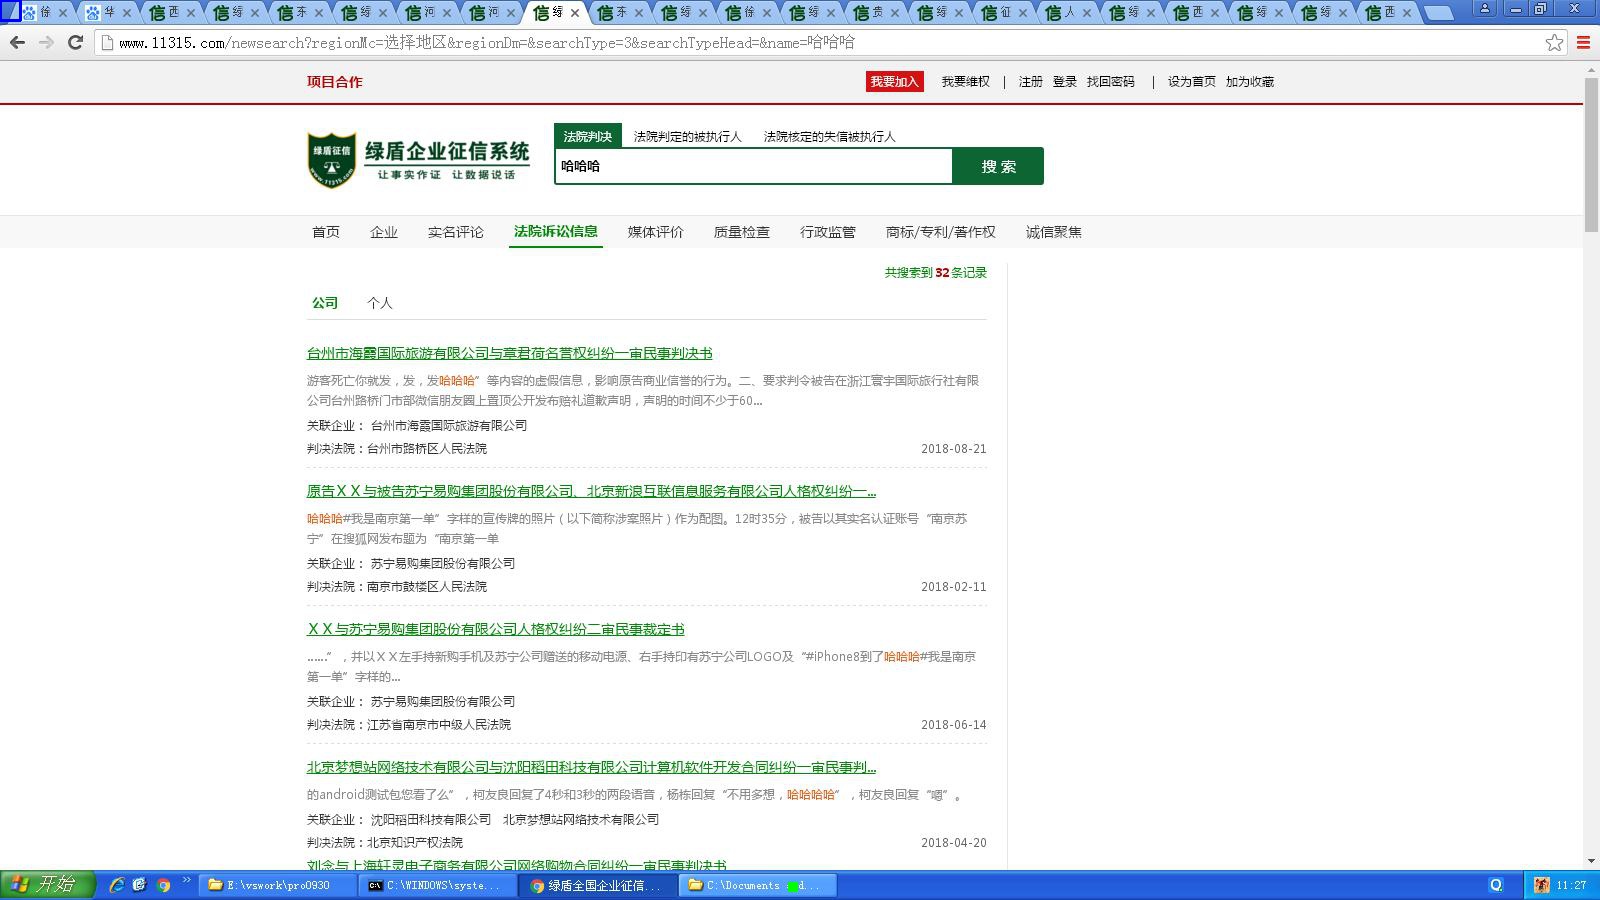 徐
华
西
绿
东
绿
河
河
绿
东
绿
徐
绿
贵
绿
征
人
绿
西
绿
绿
西
www.11315.com/newsearch?regionMc=选择地区&regionDm=&searchType=3&searchTypeHead=&name=哈哈哈
项目合作
我要加入 我要维权 | 注册 登录 找回密码 | 设为首页 加为收藏
绿盾征信
www.11315.com
绿盾企业征信系统
让事实作证 让数据说话
法院判决 法院判定的被执行人 法院核定的失信被执行人
哈哈哈 搜 索
首页 企业 实名评论 法院诉讼信息 媒体评价 质量检查 行政监管 商标/专利/著作权 诚信聚焦
共搜索到 32 条记录
公司 个人
台州市海霞国际旅游有限公司与章君荷名誉权纠纷一审民事判决书
游客死亡你就发，发，发哈哈哈”等内容的虚假信息，影响原告商业信誉的行为。二、要求判令被告在浙江寰宇国际旅行社有限
公司台州路桥门市部微信朋友圈上置顶公开发布赔礼道歉声明，声明的时间不少于60...
关联企业： 台州市海霞国际旅游有限公司
判决法院：台州市路桥区人民法院 2018-08-21
原告ＸＸ与被告苏宁易购集团股份有限公司、北京新浪互联信息服务有限公司人格权纠纷一...
哈哈哈#我是南京第一单”字样的宣传牌的照片（以下简称涉案照片）作为配图。12时35分，被告以其实名认证账号“南京苏
宁”在搜狐网发布题为“南京第一单
关联企业： 苏宁易购集团股份有限公司
判决法院：南京市鼓楼区人民法院 2018-02-11
ＸＸ与苏宁易购集团股份有限公司人格权纠纷二审民事裁定书
……”，并以ＸＸ左手持新购手机及苏宁公司赠送的移动电源、右手持印有苏宁公司LOGO及“#iPhone8到了哈哈哈#我是南京
第一单”字样的...
关联企业： 苏宁易购集团股份有限公司
判决法院：江苏省南京市中级人民法院 2018-06-14
北京梦想站网络技术有限公司与沈阳稻田科技有限公司计算机软件开发合同纠纷一审民事判...
的android测试包您看了么”，柯友良回复了4秒和3秒的两段语音，杨栋回复“不用多想，哈哈哈哈”，柯友良回复“嗯”。
关联企业： 沈阳稻田科技有限公司 北京梦想站网络技术有限公司
判决法院：北京知识产权法院 2018-04-20
刘念与上海轩灵电子商务有限公司网络购物合同纠纷一审民事判决书
开始 E:\vswork\pro0930 C:\WINDOWS\syste... 绿盾全国企业征信... C:\Documents 11:27